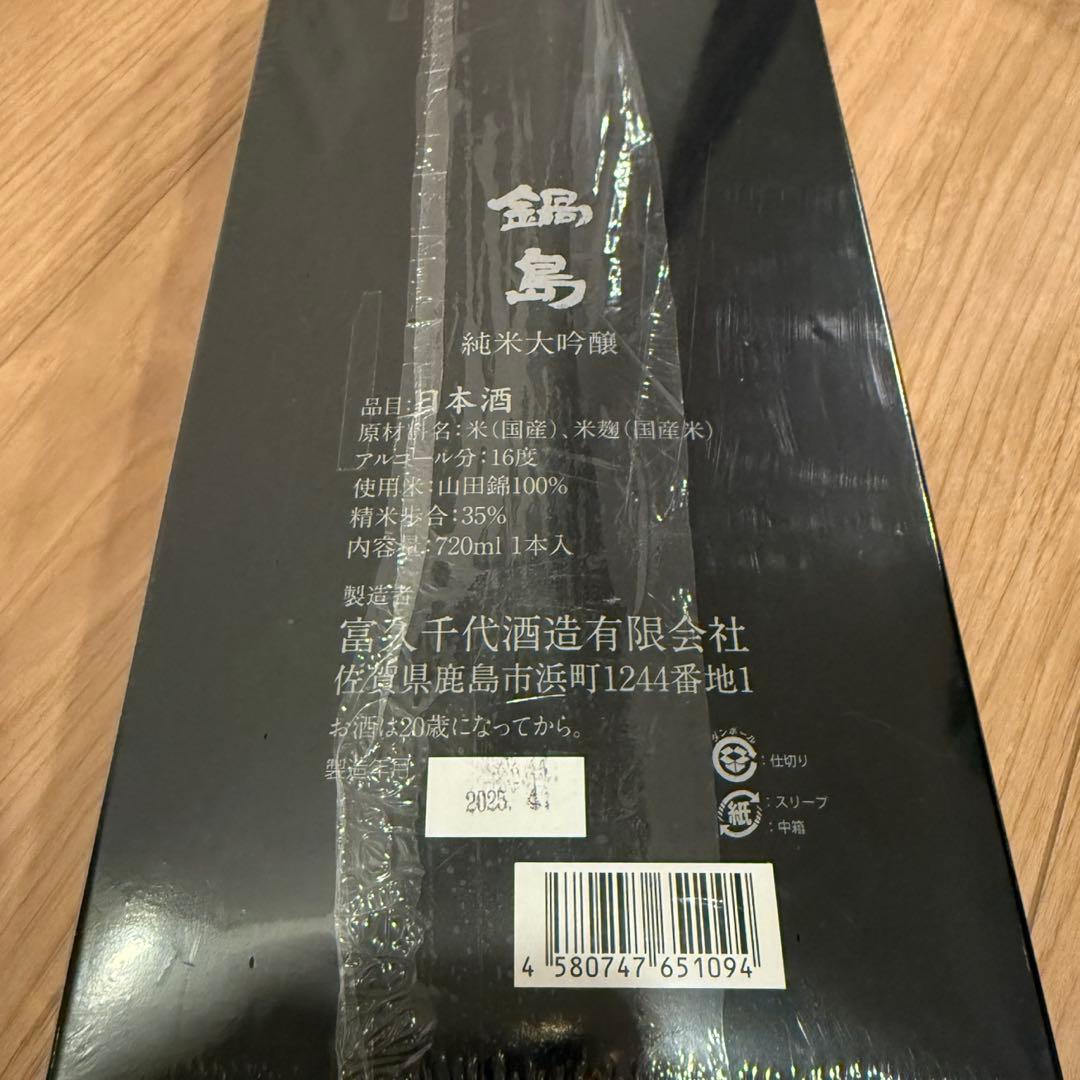 鍋
島
純米大吟醸
品目:日本酒
原材料名:米(国産)、米麹(国産米)
アルコール分:16度
使用米:山田錦100%
精米歩合:35%
内容量:720ml 1本入
製造者
富久千代酒造有限会社
佐賀県鹿島市浜町1244番地1
お酒は20歳になってから。
製造年月
2025. 4.
ダンボール
:仕切り
紙
:スリーブ
:中箱
4 580747 651094